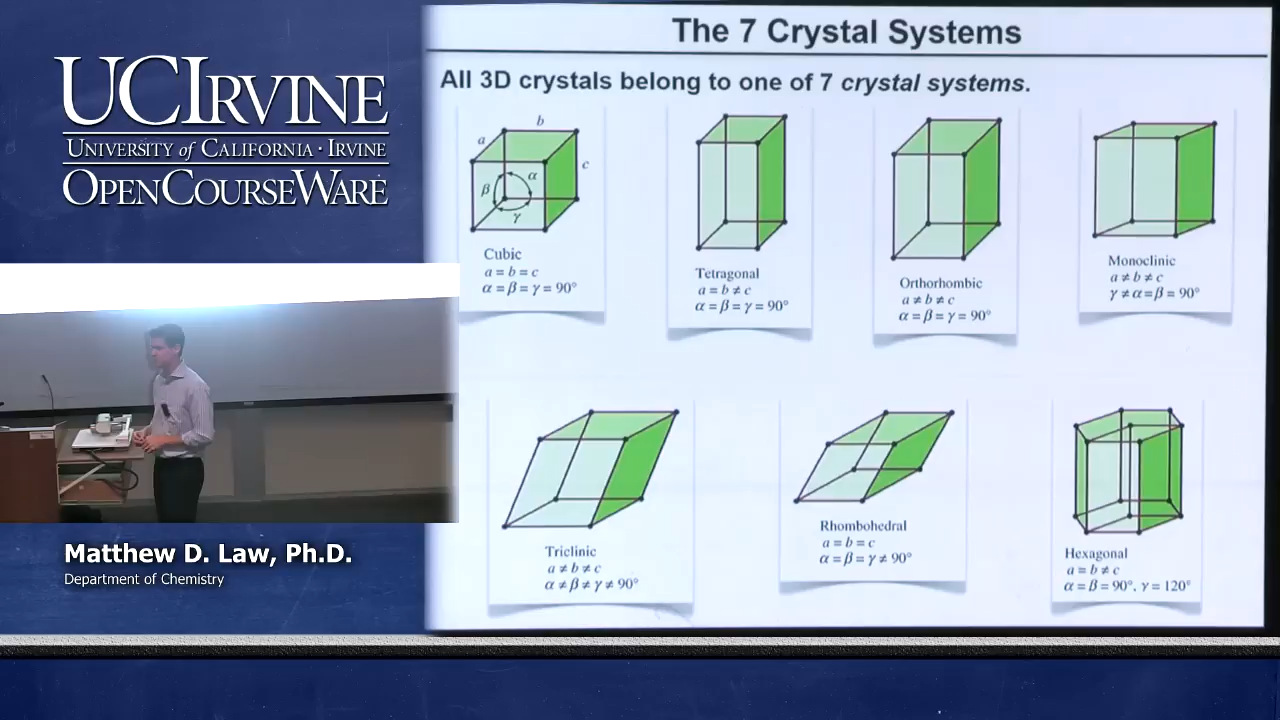 UCIRVINE
UNIVERSITY of CALIFORNIA · IRVINE
OPENCOURSEWARE
Matthew D. Law, Ph.D.
Department of Chemistry
The 7 Crystal Systems
All 3D crystals belong to one of 7 crystal systems.
a
b
c
β
α
γ
Cubic
a = b = c
α = β = γ = 90°
Tetragonal
a = b ≠ c
α = β = γ = 90°
Orthorhombic
a ≠ b ≠ c
α = β = γ = 90°
Monoclinic
a ≠ b ≠ c
γ ≠ α = β = 90°
Triclinic
a ≠ b ≠ c
α ≠ β ≠ γ ≠ 90°
Rhombohedral
a = b = c
α = β = γ ≠ 90°
Hexagonal
a = b ≠ c
α = β = 90°, γ = 120°